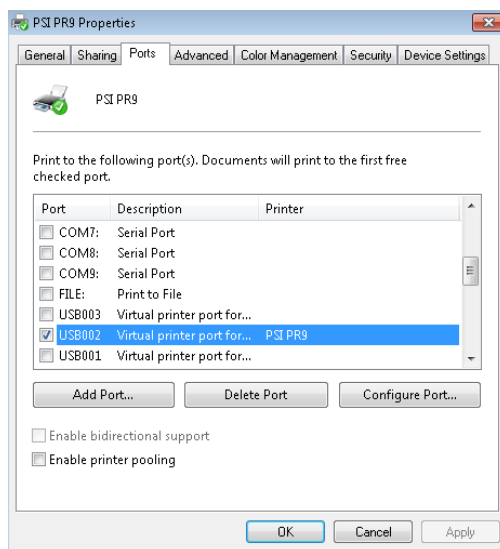 PSI PR9 Properties
General Sharing Ports Advanced Color Management Security Device Settings
PSI PR9
Print to the following port(s). Documents will print to the first free
checked port.
Port Description Printer
COM7: Serial Port
COM8: Serial Port
COM9: Serial Port
FILE: Print to File
USB003 Virtual printer port for...
USB002 Virtual printer port for... PSI PR9
USB001 Virtual printer port for...
Add Port... Delete Port Configure Port...
Enable bidirectional support
Enable printer pooling
OK Cancel Apply